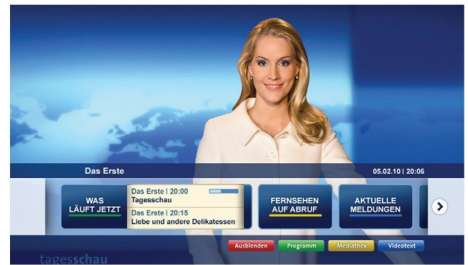 Das Erste
05.02.10 | 20:06
WAS
LÄUFT JETZT
Das Erste | 20:00
Tagesschau
Das Erste | 20:15
Liebe und andere Delikatessen
FERNSEHEN
AUF ABRUF
AKTUELLE
MELDUNGEN
Ausblenden
Programm
Mediathek
Videotext
tagesschau